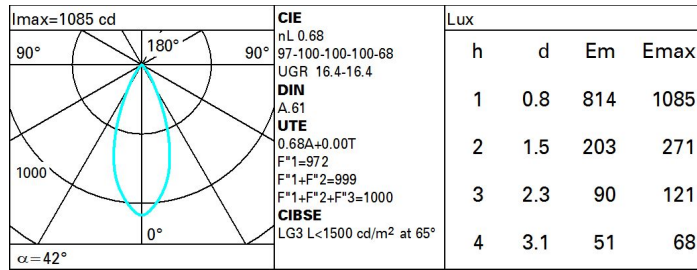 Imax=1085 cd
90°
180°
90°
1000
0°
α=42°
CIE
nL 0.68
97-100-100-100-68
UGR 16.4-16.4
DIN
A.61
UTE
0.68A+0.00T
F"1=972
F"1+F"2=999
F"1+F"2+F"3=1000
CIBSE
LG3 L<1500 cd/m² at 65°
Lux
h d Em Emax
1 0.8 814 1085
2 1.5 203 271
3 2.3 90 121
4 3.1 51 68